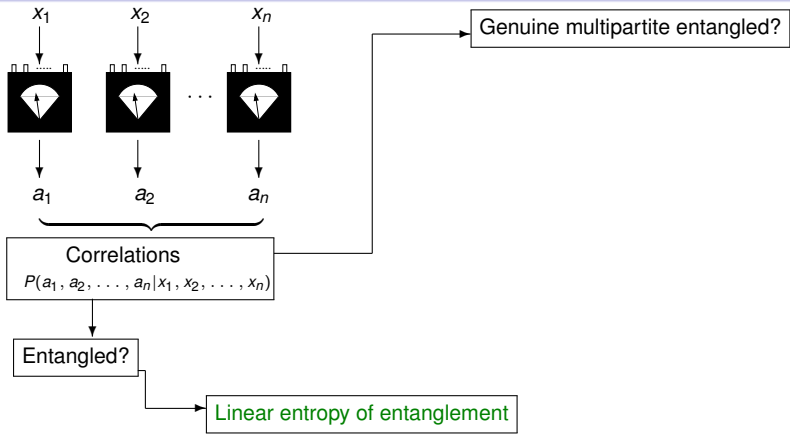 x1 x2 xn
Genuine multipartite entangled?
..... ..... .....
. . .
a1 a2 an
Correlations
P(a1, a2, . . . , an|x1, x2, . . . , xn)
Entangled?
Linear entropy of entanglement